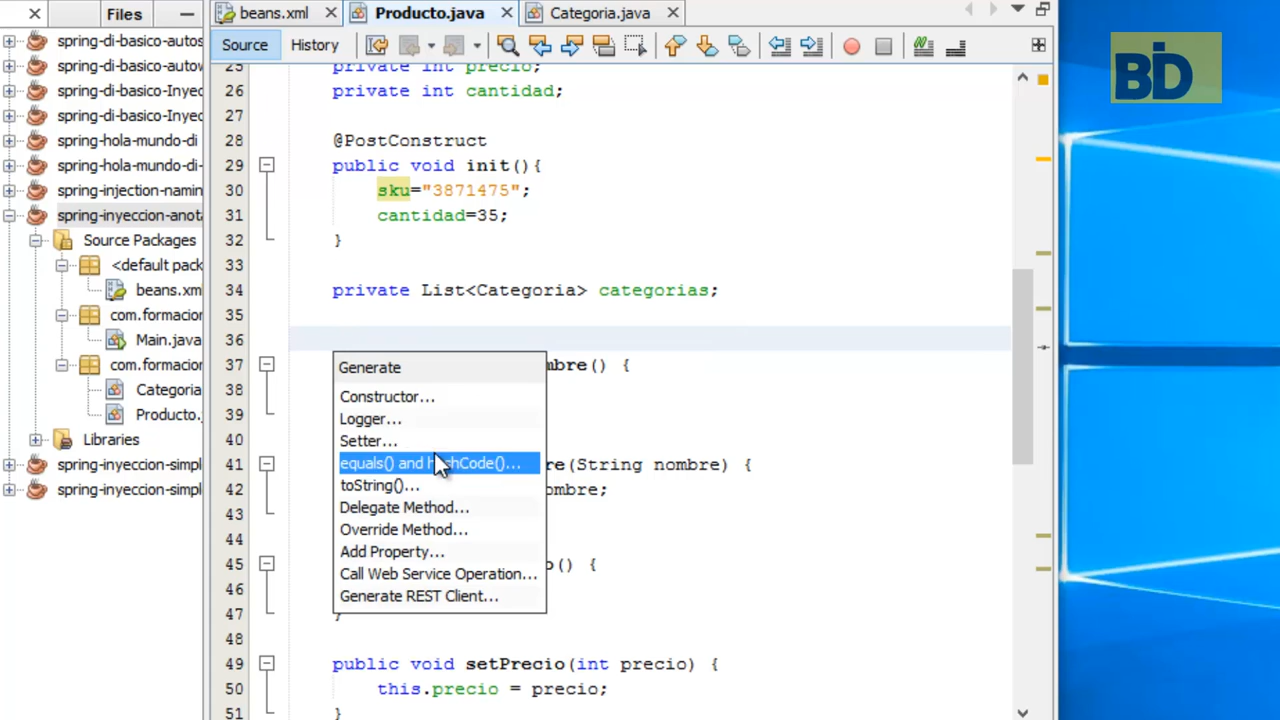 Files
beans.xml
Producto.java
Categoria.java
BD
Source
History
spring-di-basico-autos
spring-di-basico-autow
spring-di-basico-Inyec
spring-di-basico-Inyec
spring-hola-mundo-di
spring-hola-mundo-di-
spring-injection-namin
spring-inyeccion-anota
Source Packages
<default pack
beans.xm
com.formacion
Main.java
com.formacion
Categoria
Producto.j
Libraries
spring-inyeccion-simpl
spring-inyeccion-simpl
25 private int precio;
26 private int cantidad;
27
28 @PostConstruct
29 public void init(){
30 sku="3871475";
31 cantidad=35;
32 }
33
34 private List<Categoria> categorias;
35
36
37 mbre() {
38
39
40
41 re(String nombre) {
42 mbre;
43
44
45 o() {
46
47 }
48
49 public void setPrecio(int precio) {
50 this.precio = precio;
51 }
Generate
Constructor...
Logger...
Setter...
equals() and hashCode()...
toString()...
Delegate Method...
Override Method...
Add Property...
Call Web Service Operation...
Generate REST Client...